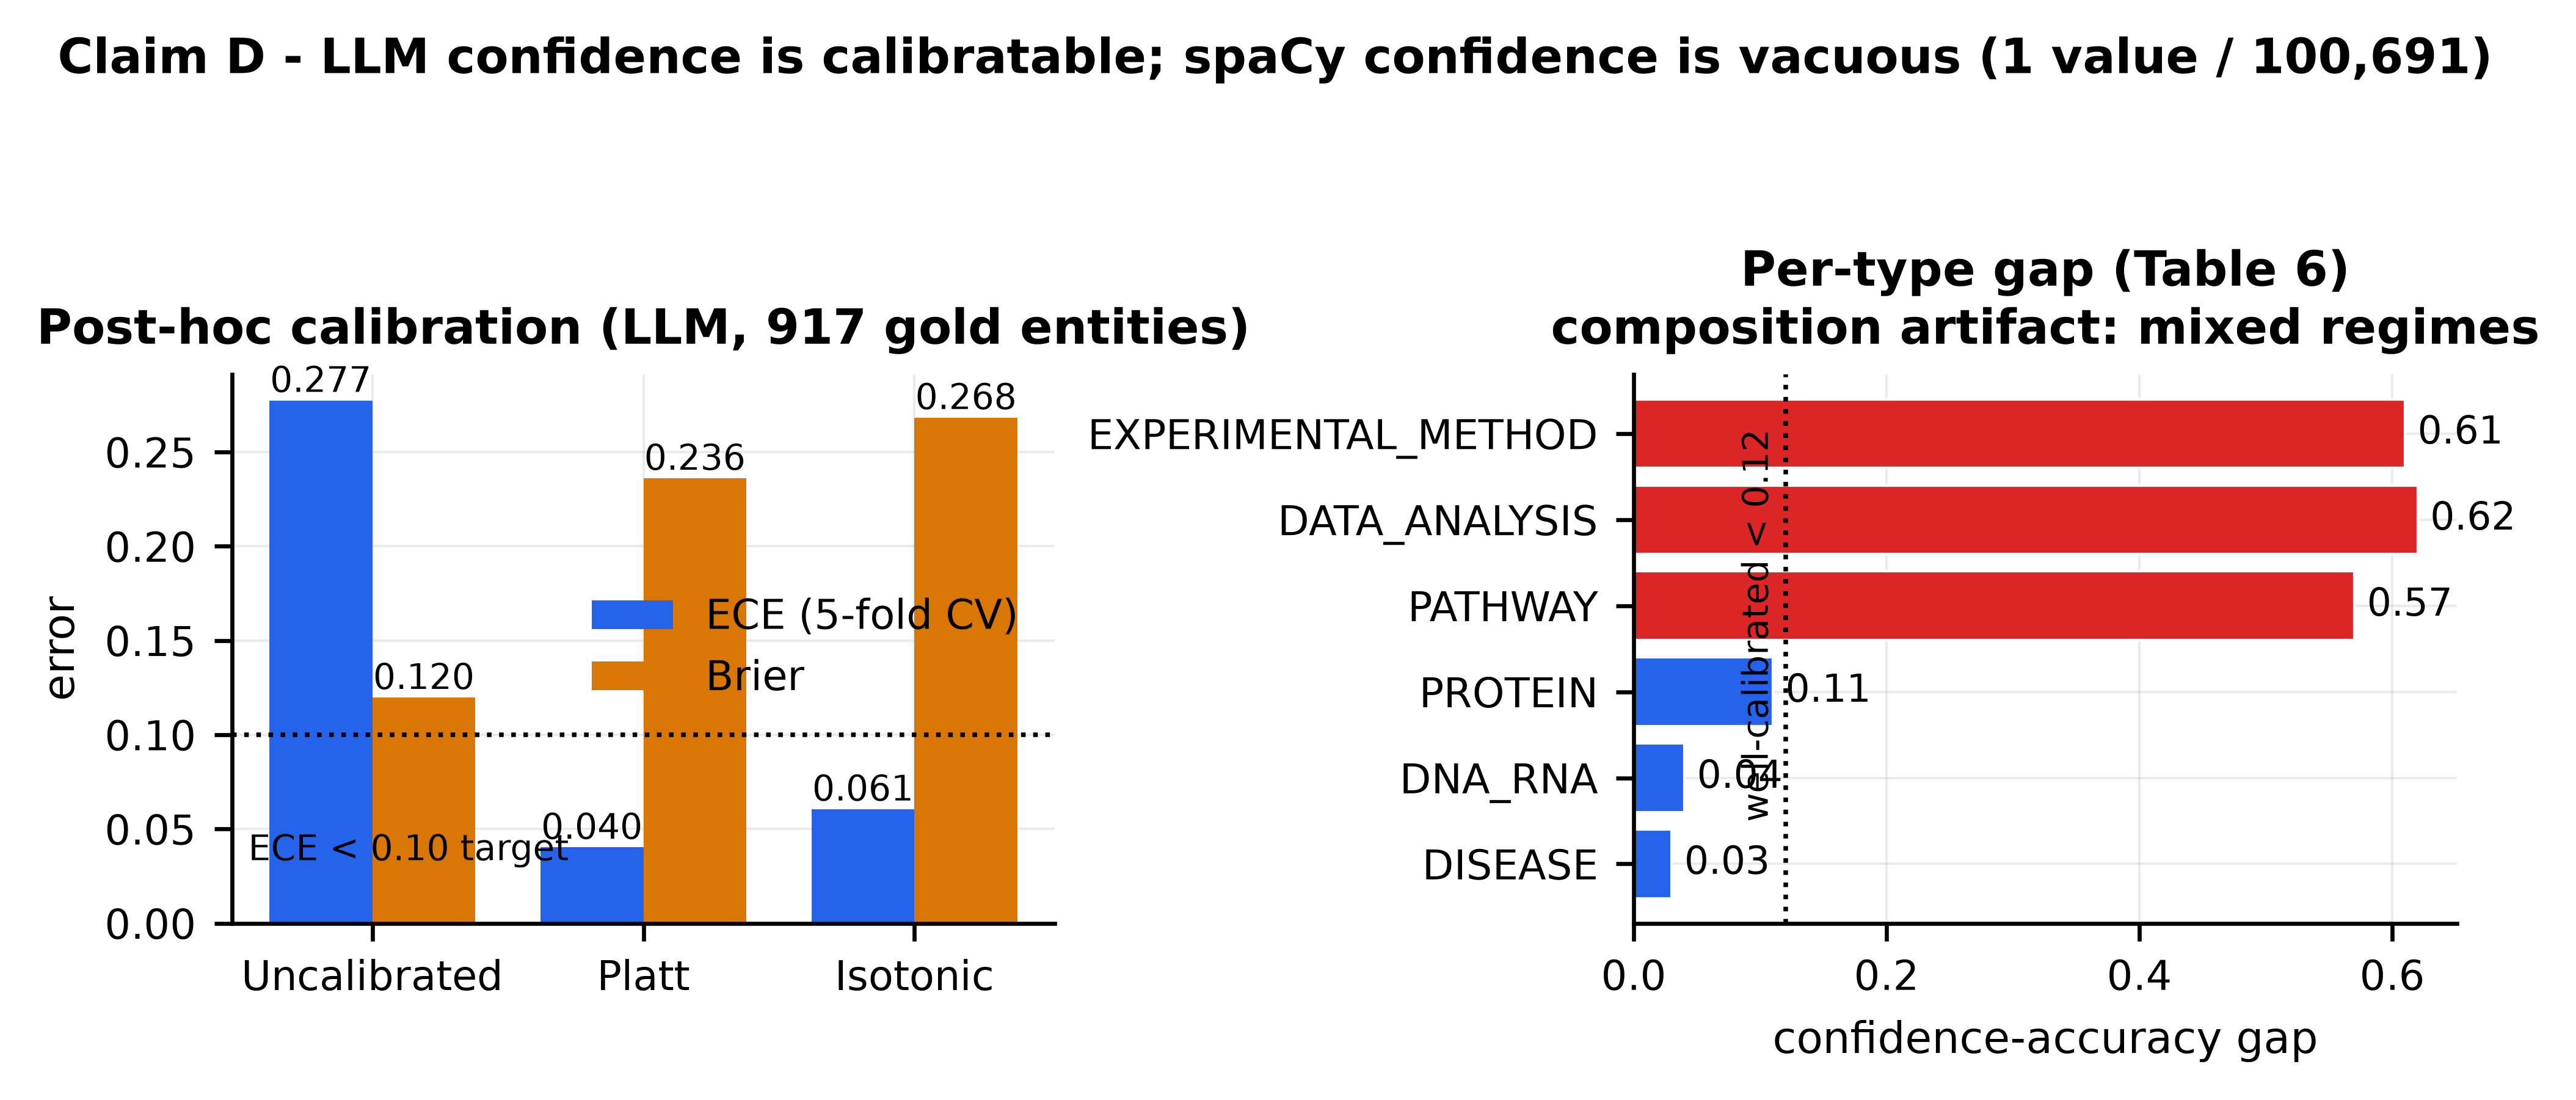 Claim D - LLM confidence is calibratable; spaCy confidence is vacuous (1 value / 100,691)
Post-hoc calibration (LLM, 917 gold entities)
error
0.25
0.20
0.15
0.10
0.05
0.00
0.277
0.120
0.040
0.236
0.061
0.268
ECE (5-fold CV)
Brier
ECE < 0.10 target
Uncalibrated
Platt
Isotonic
Per-type gap (Table 6)
composition artifact: mixed regimes
EXPERIMENTAL_METHOD
0.61
DATA_ANALYSIS
0.62
PATHWAY
0.57
PROTEIN
0.11
DNA_RNA
0.04
DISEASE
0.03
well-calibrated < 0.12
0.0
0.2
0.4
0.6
confidence-accuracy gap